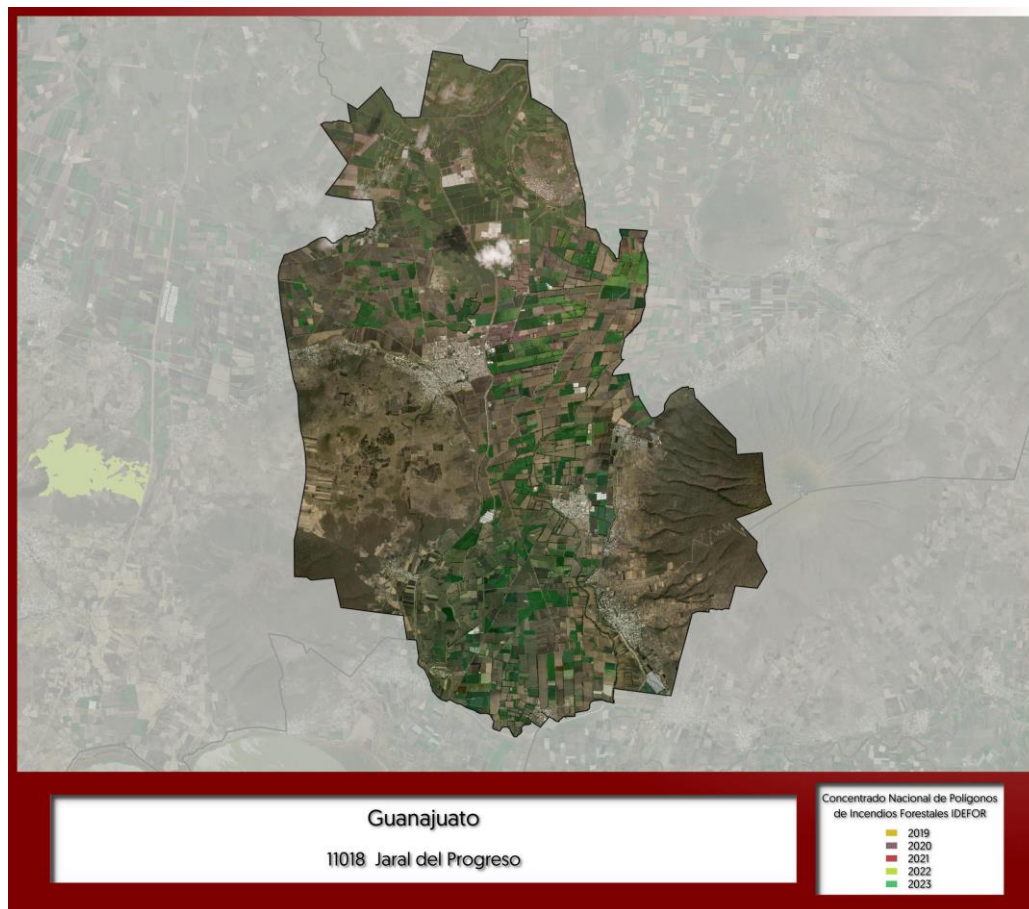 Guanajuato
11018 Jaral del Progreso
Concentrado Nacional de Polígonos
de Incendios Forestales IDEFOR
2019
2020
2021
2022
2023